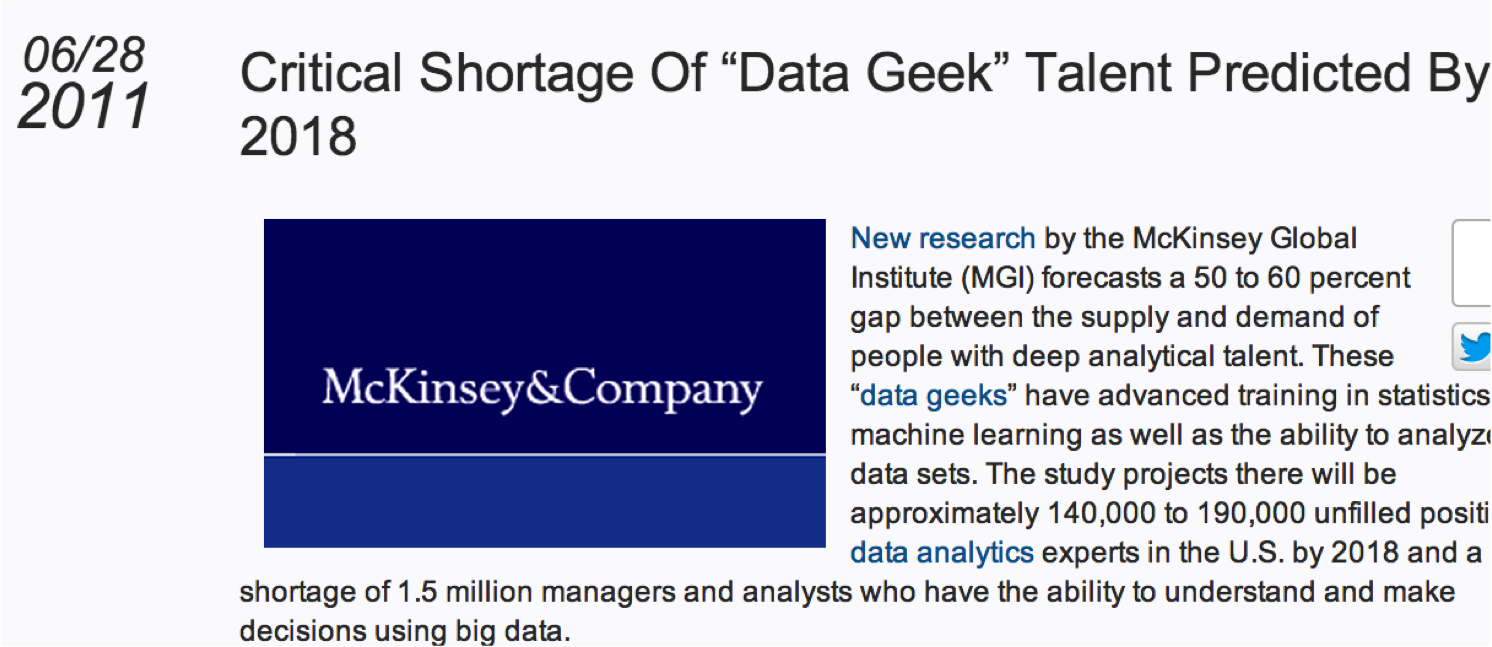 06/28
2011
Critical Shortage Of “Data Geek” Talent Predicted By
2018
McKinsey&Company
New research by the McKinsey Global
Institute (MGI) forecasts a 50 to 60 percent
gap between the supply and demand of
people with deep analytical talent. These
“data geeks” have advanced training in statistics
machine learning as well as the ability to analyze
data sets. The study projects there will be
approximately 140,000 to 190,000 unfilled positi
data analytics experts in the U.S. by 2018 and a
shortage of 1.5 million managers and analysts who have the ability to understand and make
decisions using big data.